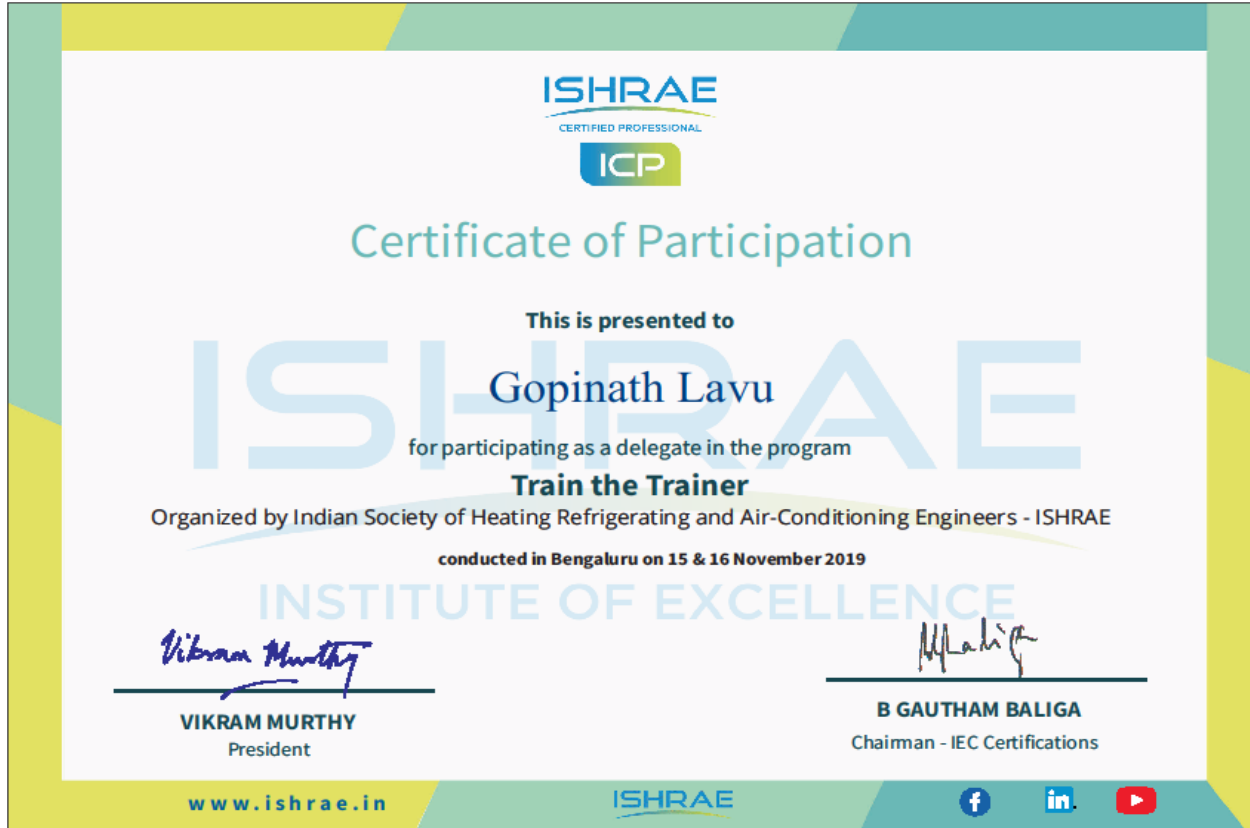 ISHRAE
CERTIFIED PROFESSIONAL
ICP
Certificate of Participation
This is presented to
Gopinath Lavu
for participating as a delegate in the program
Train the Trainer
Organized by Indian Society of Heating Refrigerating and Air-Conditioning Engineers - ISHRAE
conducted in Bengaluru on 15 & 16 November 2019
ISHRAE
INSTITUTE OF EXCELLENCE
Vikram Murthy
VIKRAM MURTHY
President
B GAUTHAM BALIGA
Chairman - IEC Certifications
www.ishrae.in
ISHRAE
f
in.